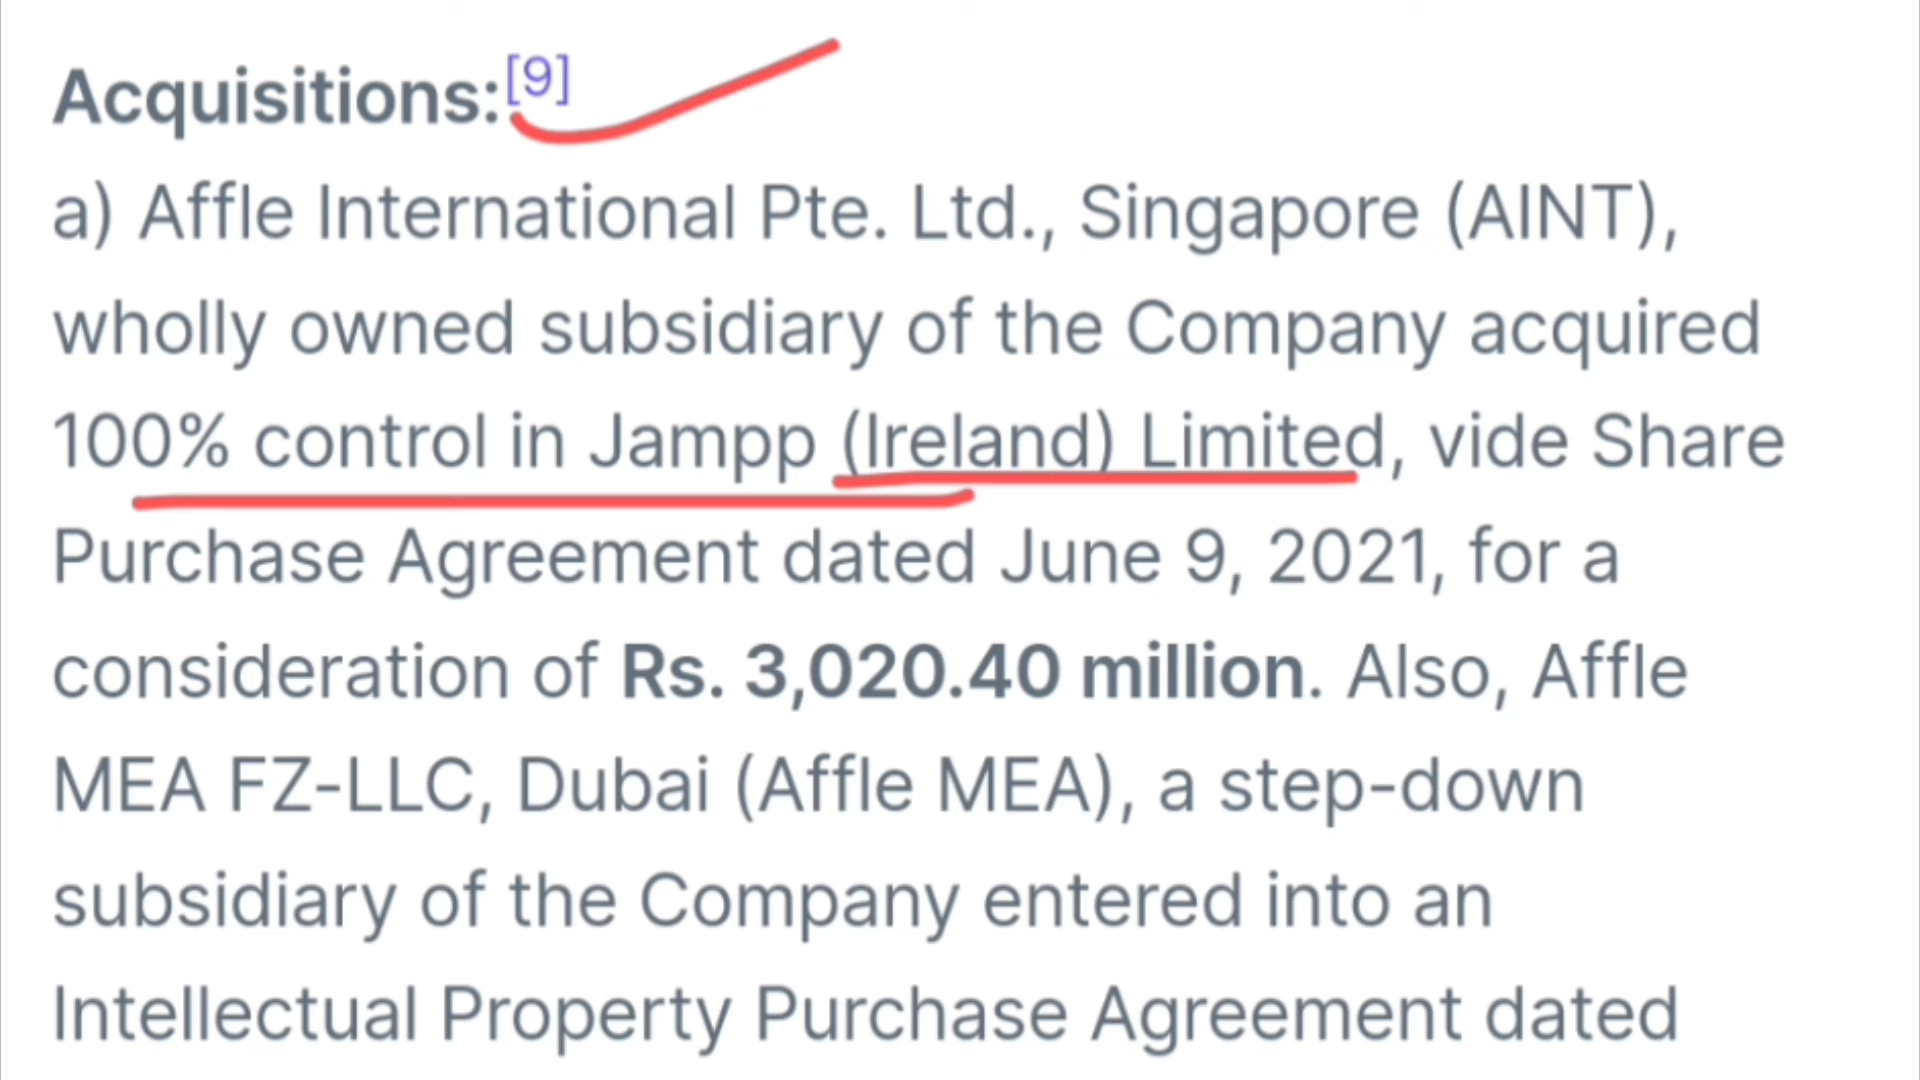 Acquisitions:[9]
a) Affle International Pte. Ltd., Singapore (AINT),
wholly owned subsidiary of the Company acquired
100% control in Jampp (Ireland) Limited, vide Share
Purchase Agreement dated June 9, 2021, for a
consideration of Rs. 3,020.40 million. Also, Affle
MEA FZ-LLC, Dubai (Affle MEA), a step-down
subsidiary of the Company entered into an
Intellectual Property Purchase Agreement dated